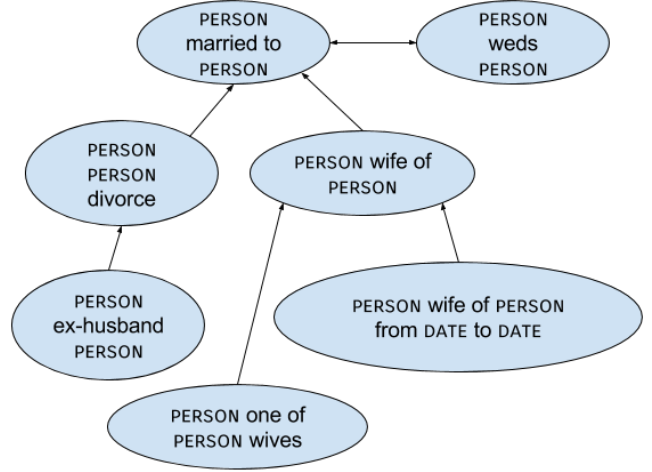 PERSON
married to
PERSON
PERSON
weds
PERSON
PERSON
PERSON
divorce
PERSON wife of
PERSON
PERSON
ex-husband
PERSON
PERSON wife of PERSON
from DATE to DATE
PERSON one of
PERSON wives